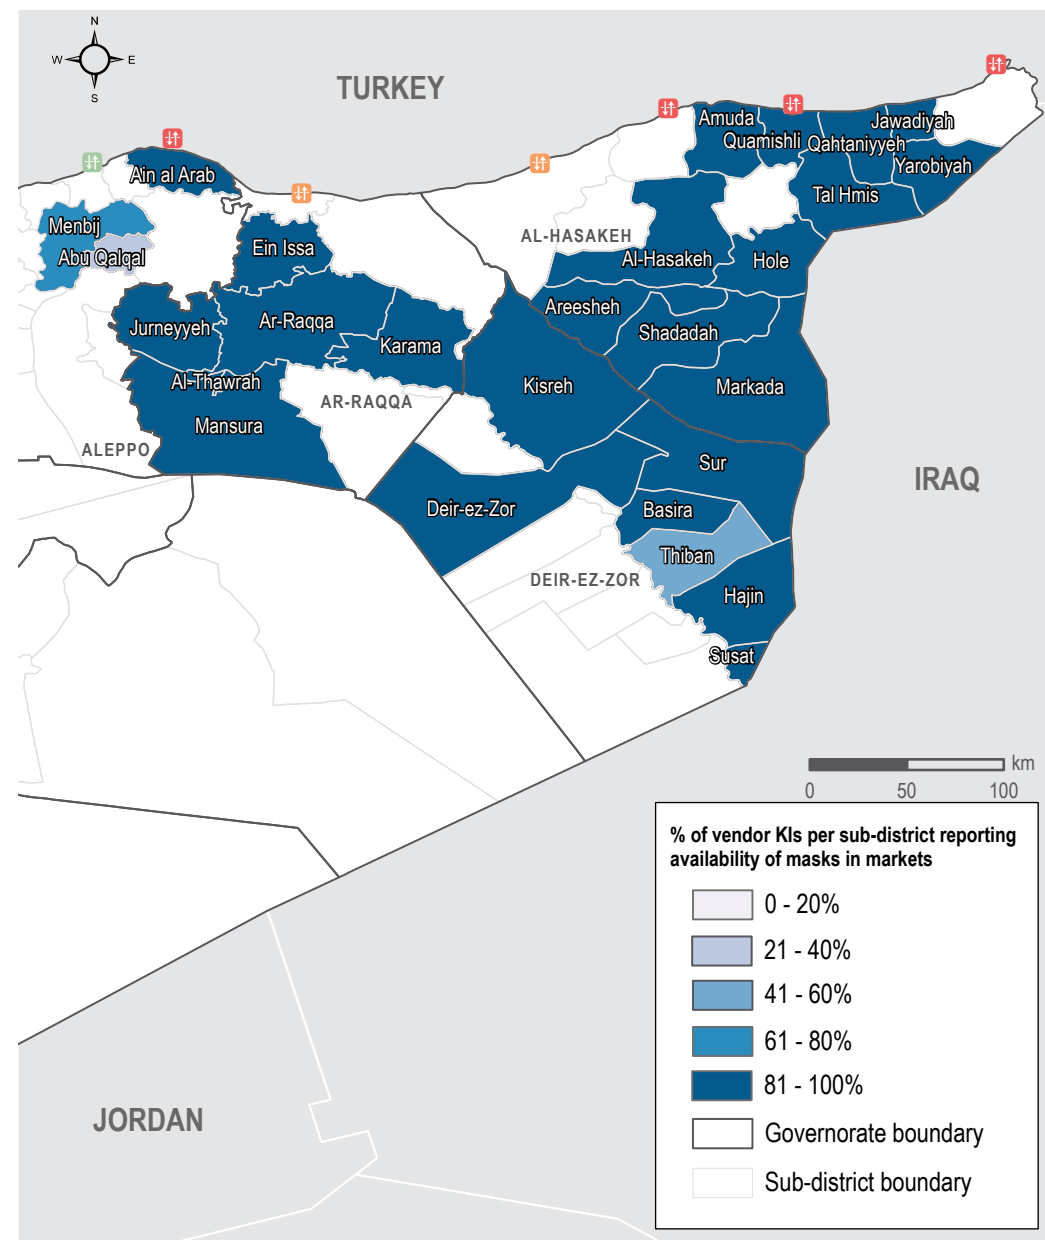 N
W
E
S
TURKEY
Amuda
Jawadiyah
Quamishli
Qahtaniyyeh
Yarobiyah
Ain al Arab
Tal Hmis
Menbij
AL-HASAKEH
Ein Issa
Abu Qalqal
Al-Hasakeh
Hole
Areesheh
Jurneyyeh
Ar-Raqqa
Shadadah
Karama
Al-Thawrah
Kisreh
Markada
AR-RAQQA
Mansura
ALEPPO
Sur
IRAQ
Deir-ez-Zor
Basira
Thiban
DEIR-EZ-ZOR
Hajin
Susat
km
0
50
100
% of vendor KIs per sub-district reporting
availability of masks in markets
0 - 20%
21 - 40%
41 - 60%
61 - 80%
81 - 100%
Governorate boundary
Sub-district boundary
JORDAN